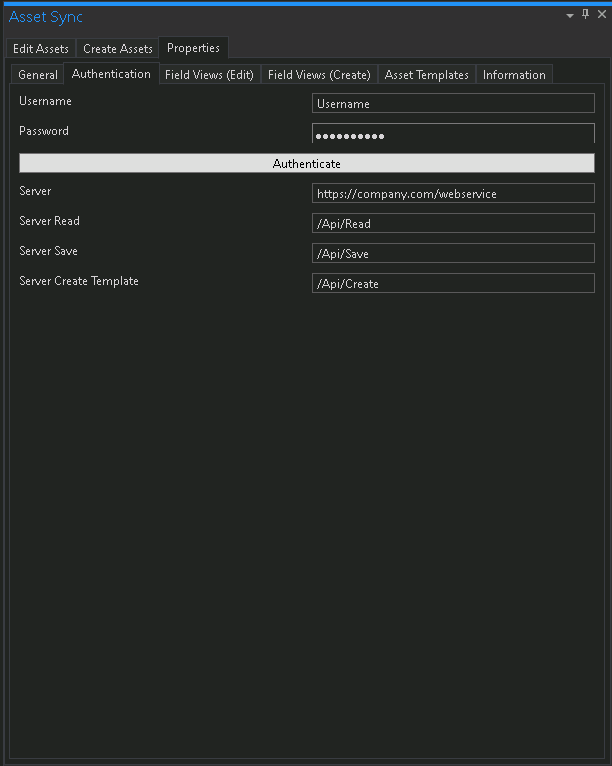 Asset Sync
Edit Assets Create Assets Properties
General Authentication Field Views (Edit) Field Views (Create) Asset Templates Information
Username Username
Password ●●●●●●●●●●
Authenticate
Server https://company.com/webservice
Server Read /Api/Read
Server Save /Api/Save
Server Create Template /Api/Create